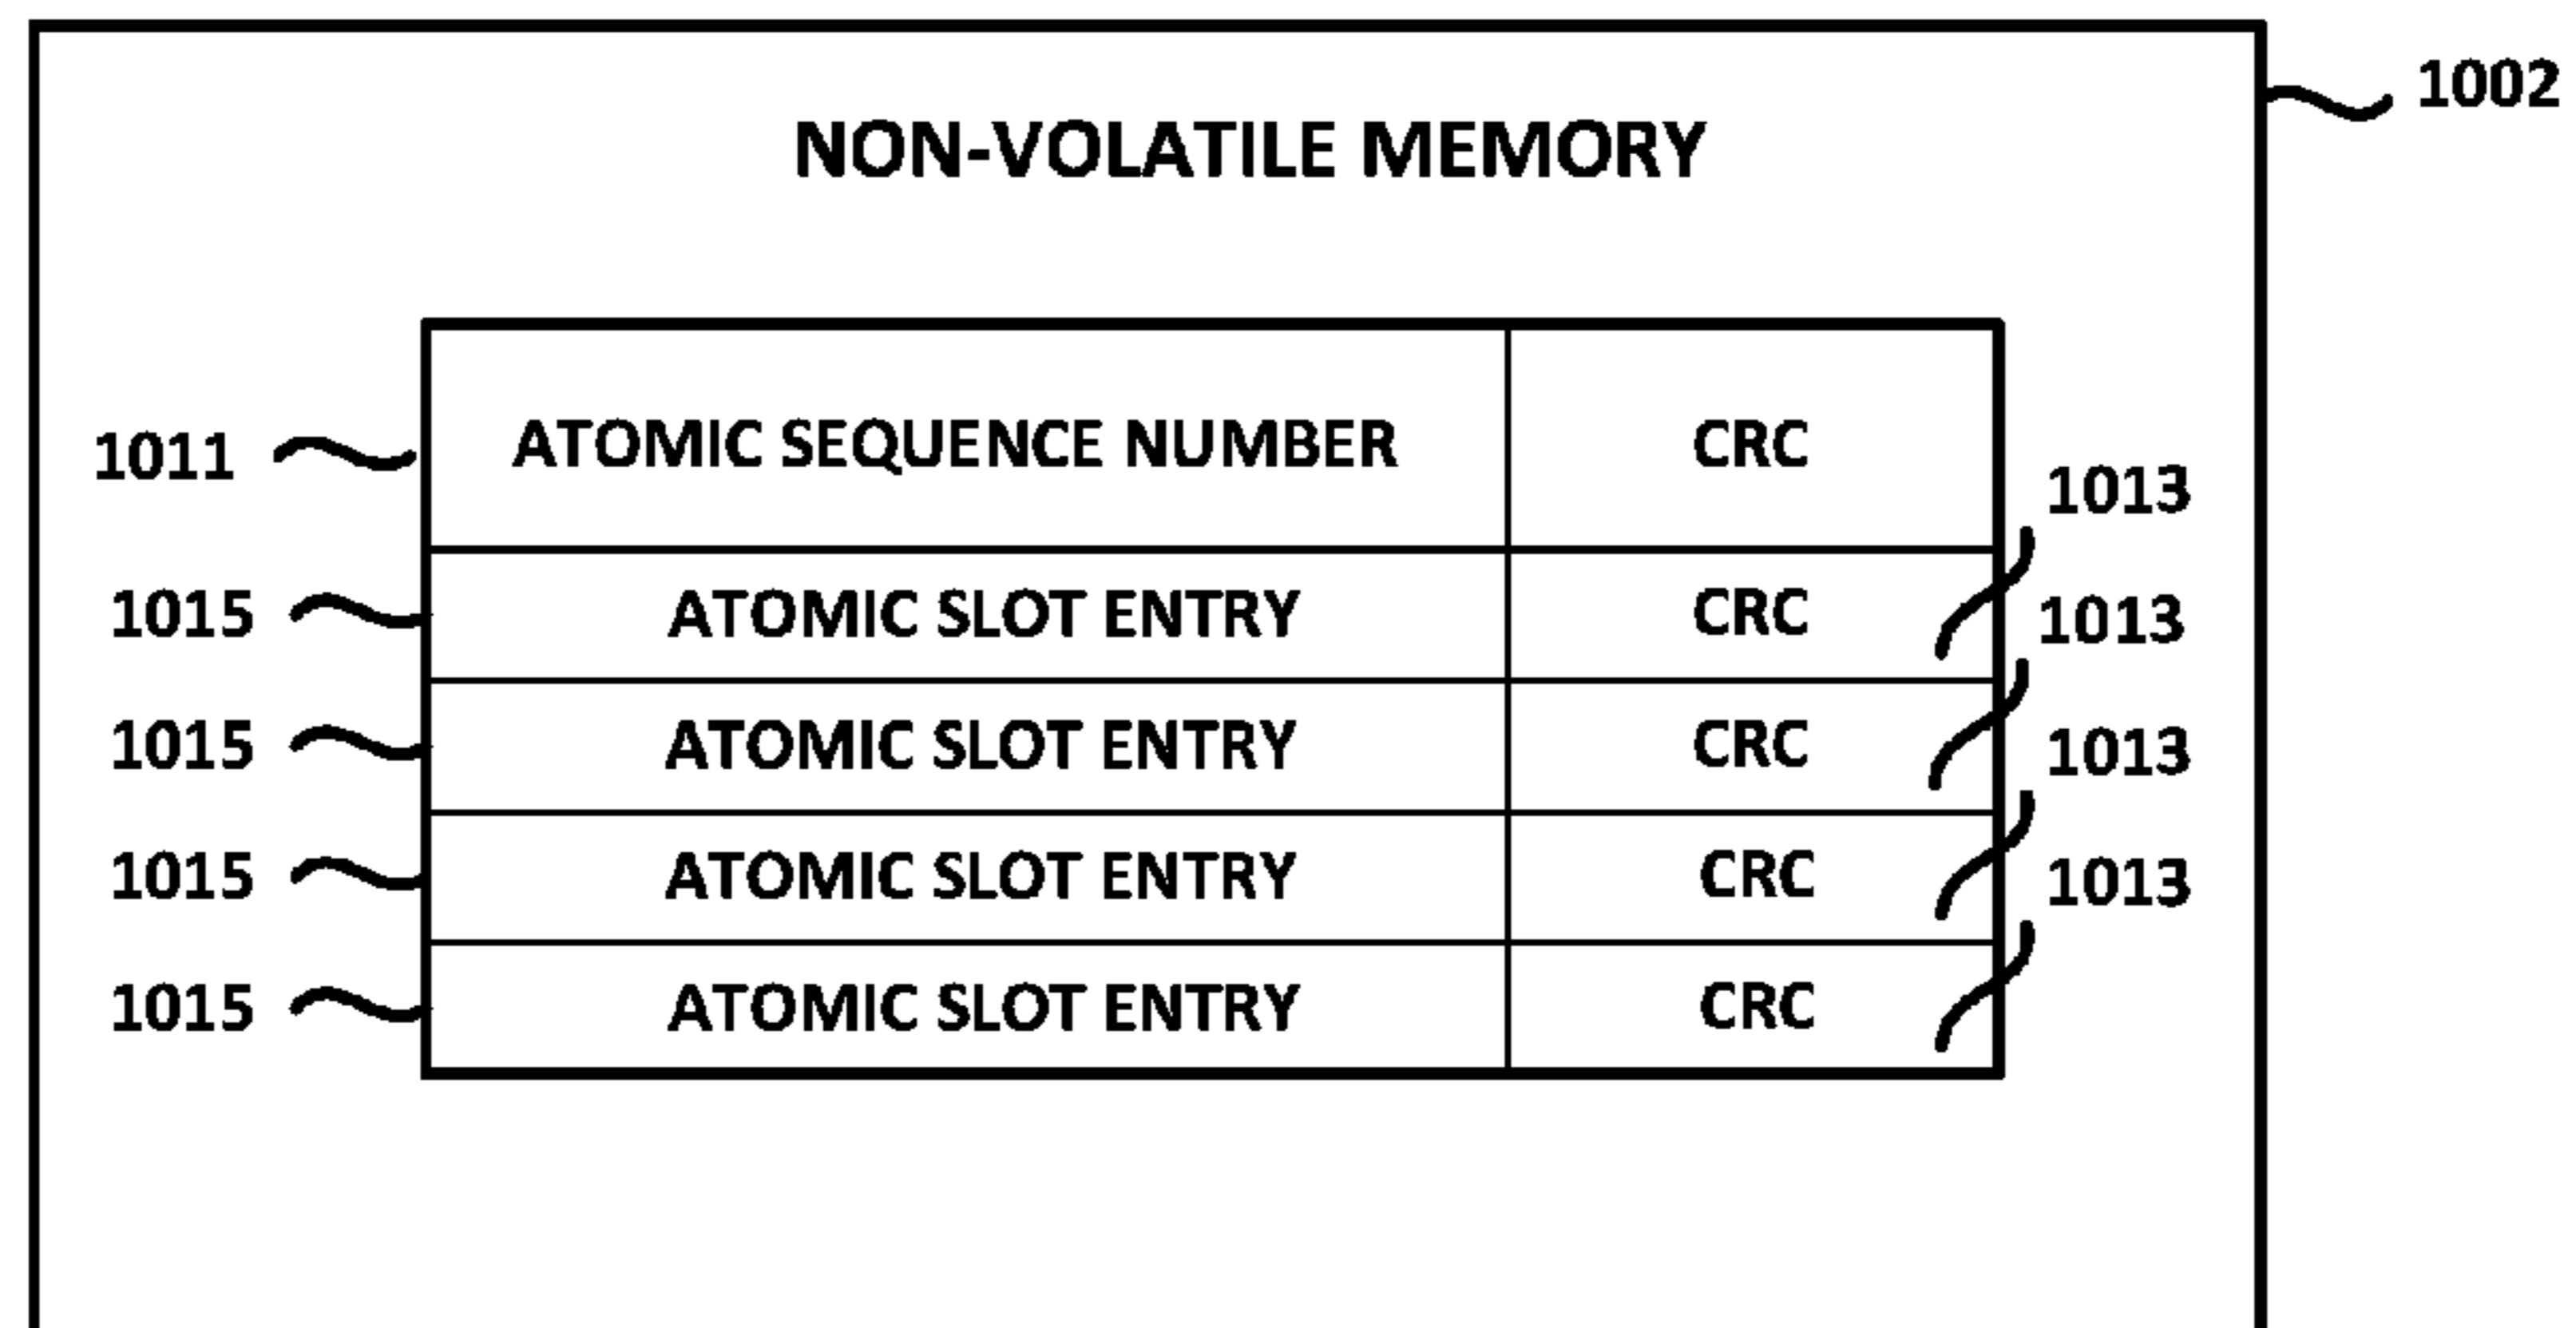 1002
NON-VOLATILE MEMORY
1011 ATOMIC SEQUENCE NUMBER CRC
1013
1015 ATOMIC SLOT ENTRY CRC 1013
1015 ATOMIC SLOT ENTRY CRC 1013
1015 ATOMIC SLOT ENTRY CRC 1013
1015 ATOMIC SLOT ENTRY CRC